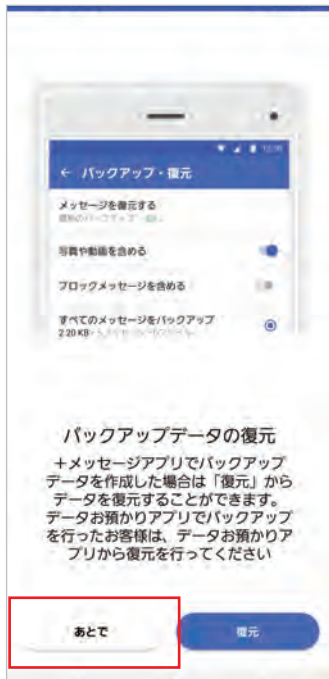 ← バックアップ・復元
メッセージを復元する
写真や動画を含める
ブロックメッセージを含める
すべてのメッセージをバックアップ
2.20 KB
バックアップデータの復元
+メッセージアプリでバックアップ
データを作成した場合は「復元」から
データを復元することができます。
データお預かりアプリでバックアップ
を行ったお客様は、データお預かりア
プリから復元を行ってください
あとで
復元